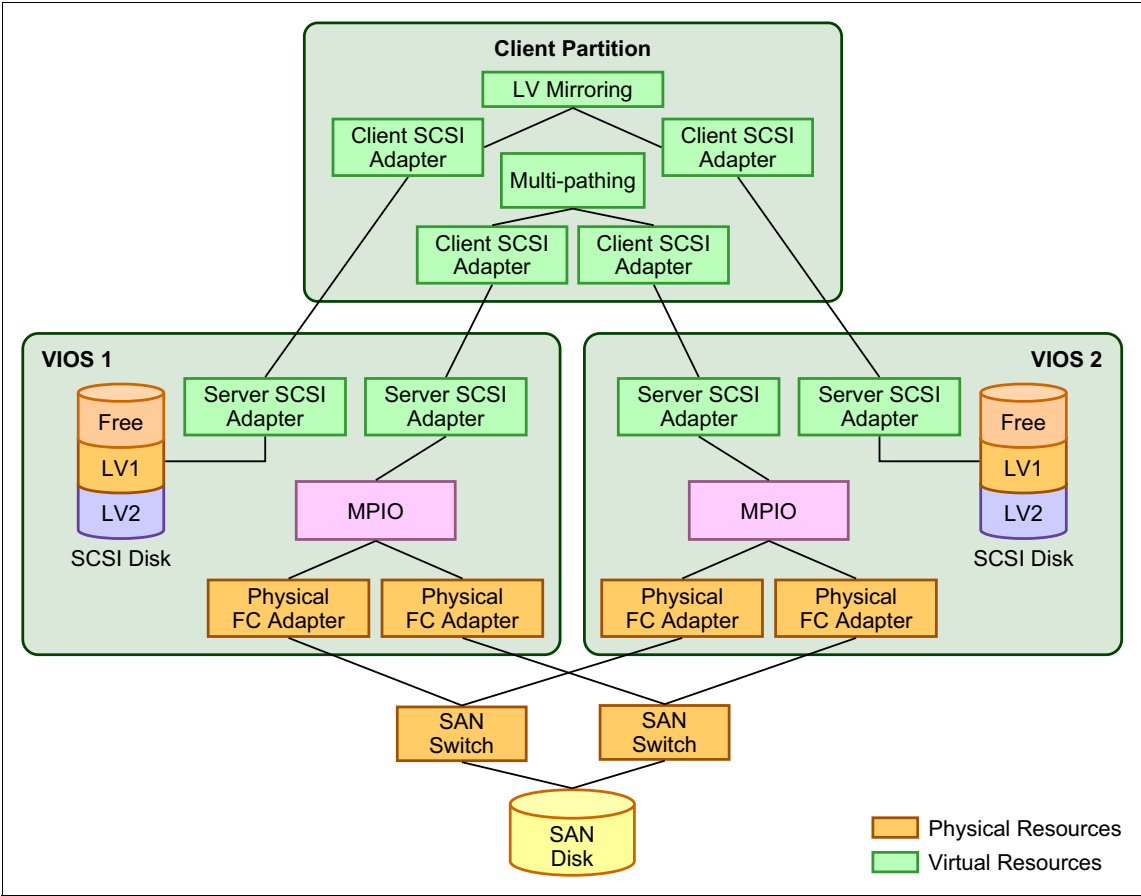 Client Partition
LV Mirroring
Client SCSI
Adapter
Client SCSI
Adapter
Multi-pathing
Client SCSI
Adapter
Client SCSI
Adapter
VIOS 1
Server SCSI
Adapter
Server SCSI
Adapter
Free
LV1
LV2
SCSI Disk
MPIO
Physical
FC Adapter
Physical
FC Adapter
VIOS 2
Server SCSI
Adapter
Server SCSI
Adapter
Free
LV1
LV2
SCSI Disk
MPIO
Physical
FC Adapter
Physical
FC Adapter
SAN
Switch
SAN
Switch
SAN
Disk
Physical Resources
Virtual Resources